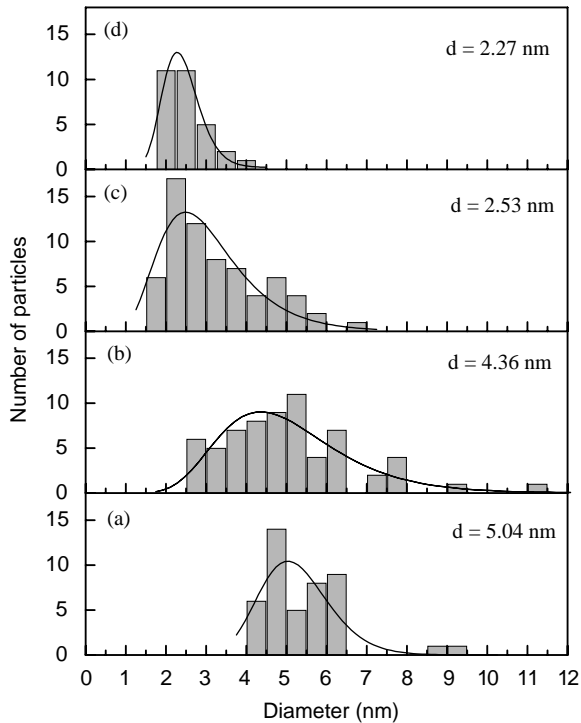 (d)
d = 2.27 nm
15
10
5
0
(c)
d = 2.53 nm
15
10
5
0
(b)
d = 4.36 nm
15
10
5
0
(a)
d = 5.04 nm
15
10
5
0
Number of particles
0 1 2 3 4 5 6 7 8 9 10 11 12
Diameter (nm)